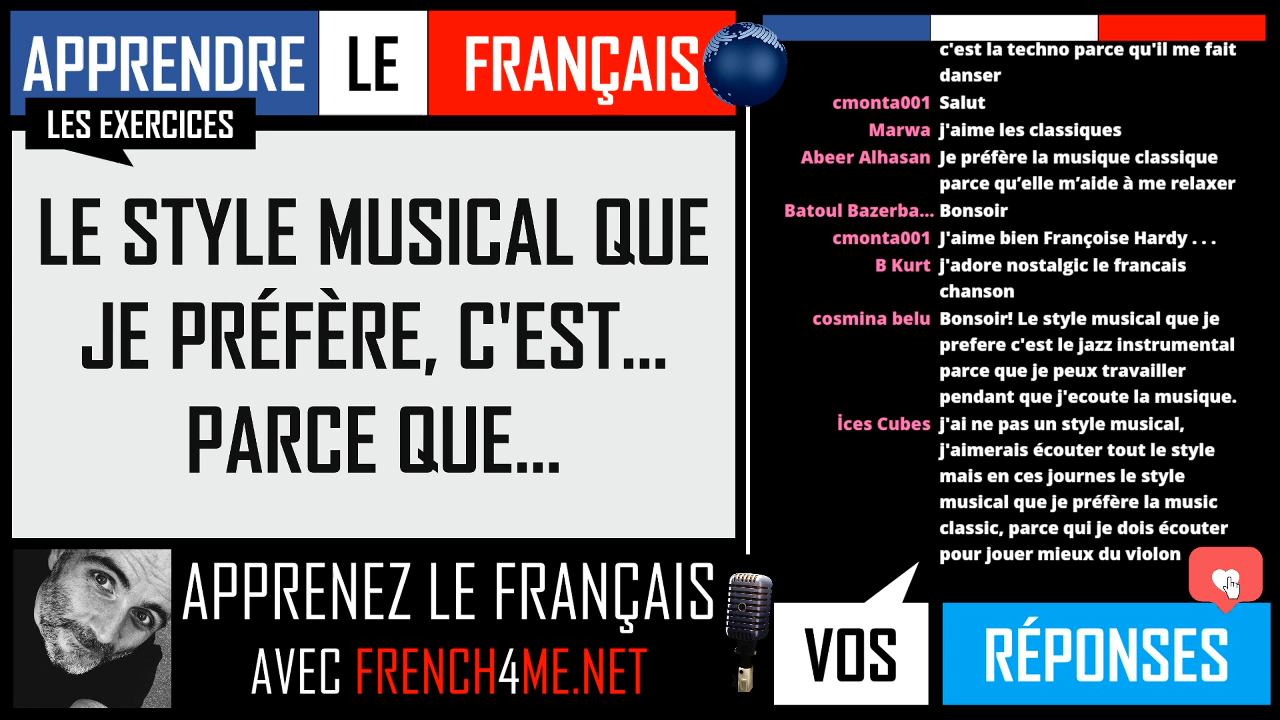 APPRENDRE LE FRANÇAIS
LES EXERCICES
LE STYLE MUSICAL QUE
JE PRÉFÈRE, C'EST...
PARCE QUE...
APPRENEZ LE FRANÇAIS
AVEC FRENCH4ME.NET
c'est la techno parce qu'il me fait
danser
cmonta001 Salut
Marwa j'aime les classiques
Abeer Alhasan Je préfère la musique classique
parce qu’elle m’aide à me relaxer
Batoul Bazerba... Bonsoir
cmonta001 J'aime bien Françoise Hardy . . .
B Kurt j'adore nostalgic le francais
chanson
cosmina belu Bonsoir! Le style musical que je
prefere c'est le jazz instrumental
parce que je peux travailler
pendant que j'ecoute la musique.
İces Cubes j'ai ne pas un style musical,
j'aimerais écouter tout le style
mais en ces journes le style
musical que je préfère la music
classic, parce qui je dois écouter
pour jouer mieux du violon
VOS RÉPONSES